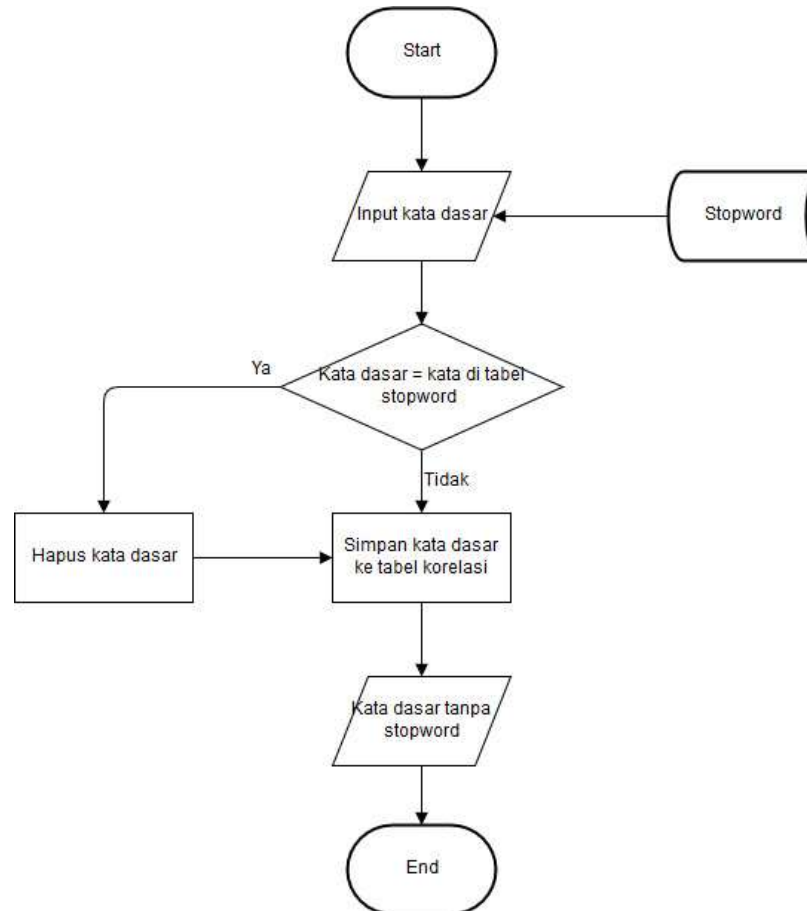 Start
Input kata dasar
Stopword
Kata dasar = kata di tabel
stopword
Ya
Tidak
Hapus kata dasar
Simpan kata dasar
ke tabel korelasi
Kata dasar tanpa
stopword
End